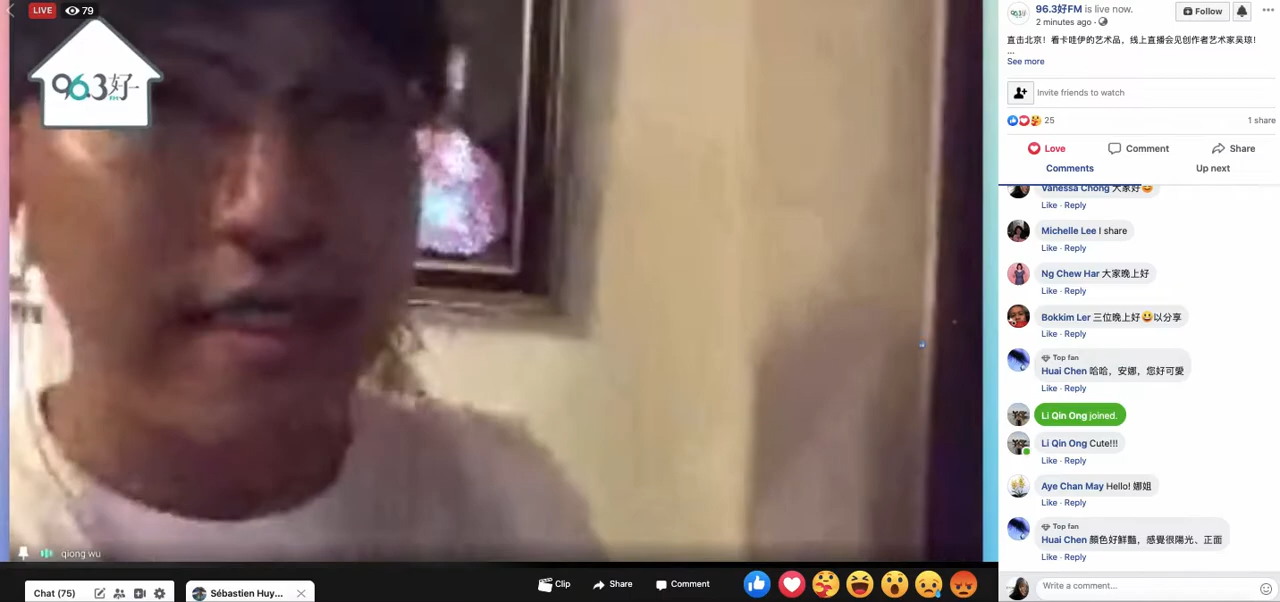 LIVE 79
96.3好
FM
qiong wu
Chat (75)
Sébastien Huy...
Clip
Share
Comment
96.3好FM is live now.
2 minutes ago ·
Follow
直击北京！看卡哇伊的艺术品，线上直播会见创作者艺术家吴琼！
...
See more
Invite friends to watch
25
1 share
Love
Comment
Share
Comments
Up next
Vanessa Chong 大家好
Like · Reply
Michelle Lee I share
Like · Reply
Ng Chew Har 大家晚上好
Like · Reply
Bokkim Ler 三位晚上好😃以分享
Like · Reply
Top fan
Huai Chen 哈哈，安娜，您好可愛
Like · Reply
Li Qin Ong joined.
Li Qin Ong Cute!!!
Like · Reply
Aye Chan May Hello! 娜姐
Like · Reply
Top fan
Huai Chen 顏色好鮮豔，感覺很陽光、正面
Like · Reply
Write a comment...